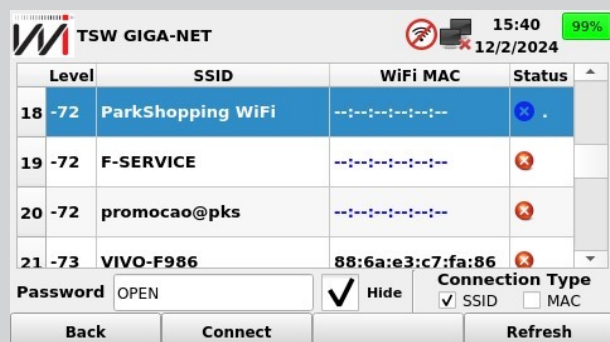 TSW GIGA-NET
15:40
12/2/2024
99%
Level SSID WiFi MAC Status
18 -72 ParkShopping WiFi --:--:--:--:--:-- .
19 -72 F-SERVICE --:--:--:--:--:--
20 -72 promocao@pks --:--:--:--:--:--
21 -73 VIVO-F986 88:6a:e3:c7:fa:86
Connection Type
Password OPEN Hide SSID MAC
Back Connect Refresh